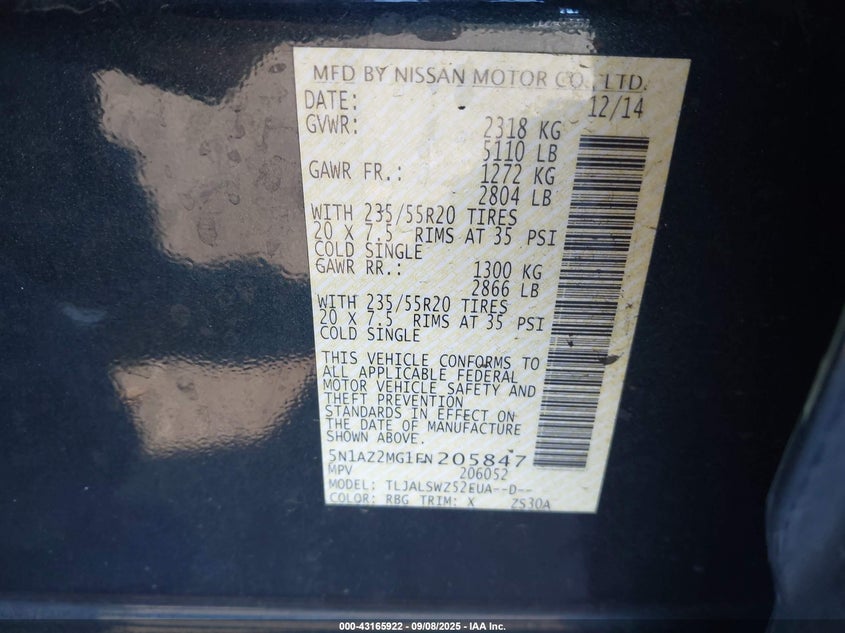 MFD BY NISSAN MOTOR CO., LTD.
DATE: 12/14
GVWR: 2318 KG
5110 LB
GAWR FR.: 1272 KG
2804 LB
WITH 235/55R20 TIRES
20 X 7.5 RIMS AT 35 PSI
COLD SINGLE
GAWR RR.: 1300 KG
2866 LB
WITH 235/55R20 TIRES
20 X 7.5 RIMS AT 35 PSI
COLD SINGLE
THIS VEHICLE CONFORMS TO
ALL APPLICABLE FEDERAL
MOTOR VEHICLE SAFETY AND
THEFT PREVENTION
STANDARDS IN EFFECT ON
THE DATE OF MANUFACTURE
SHOWN ABOVE.
5N1AZ2MG1FN205847
MPV 206052
MODEL: TLJALSWZ52EUA--D--
COLOR: RBG TRIM: X ZS30A
000-43165922 - 09/08/2025 - IAA Inc.